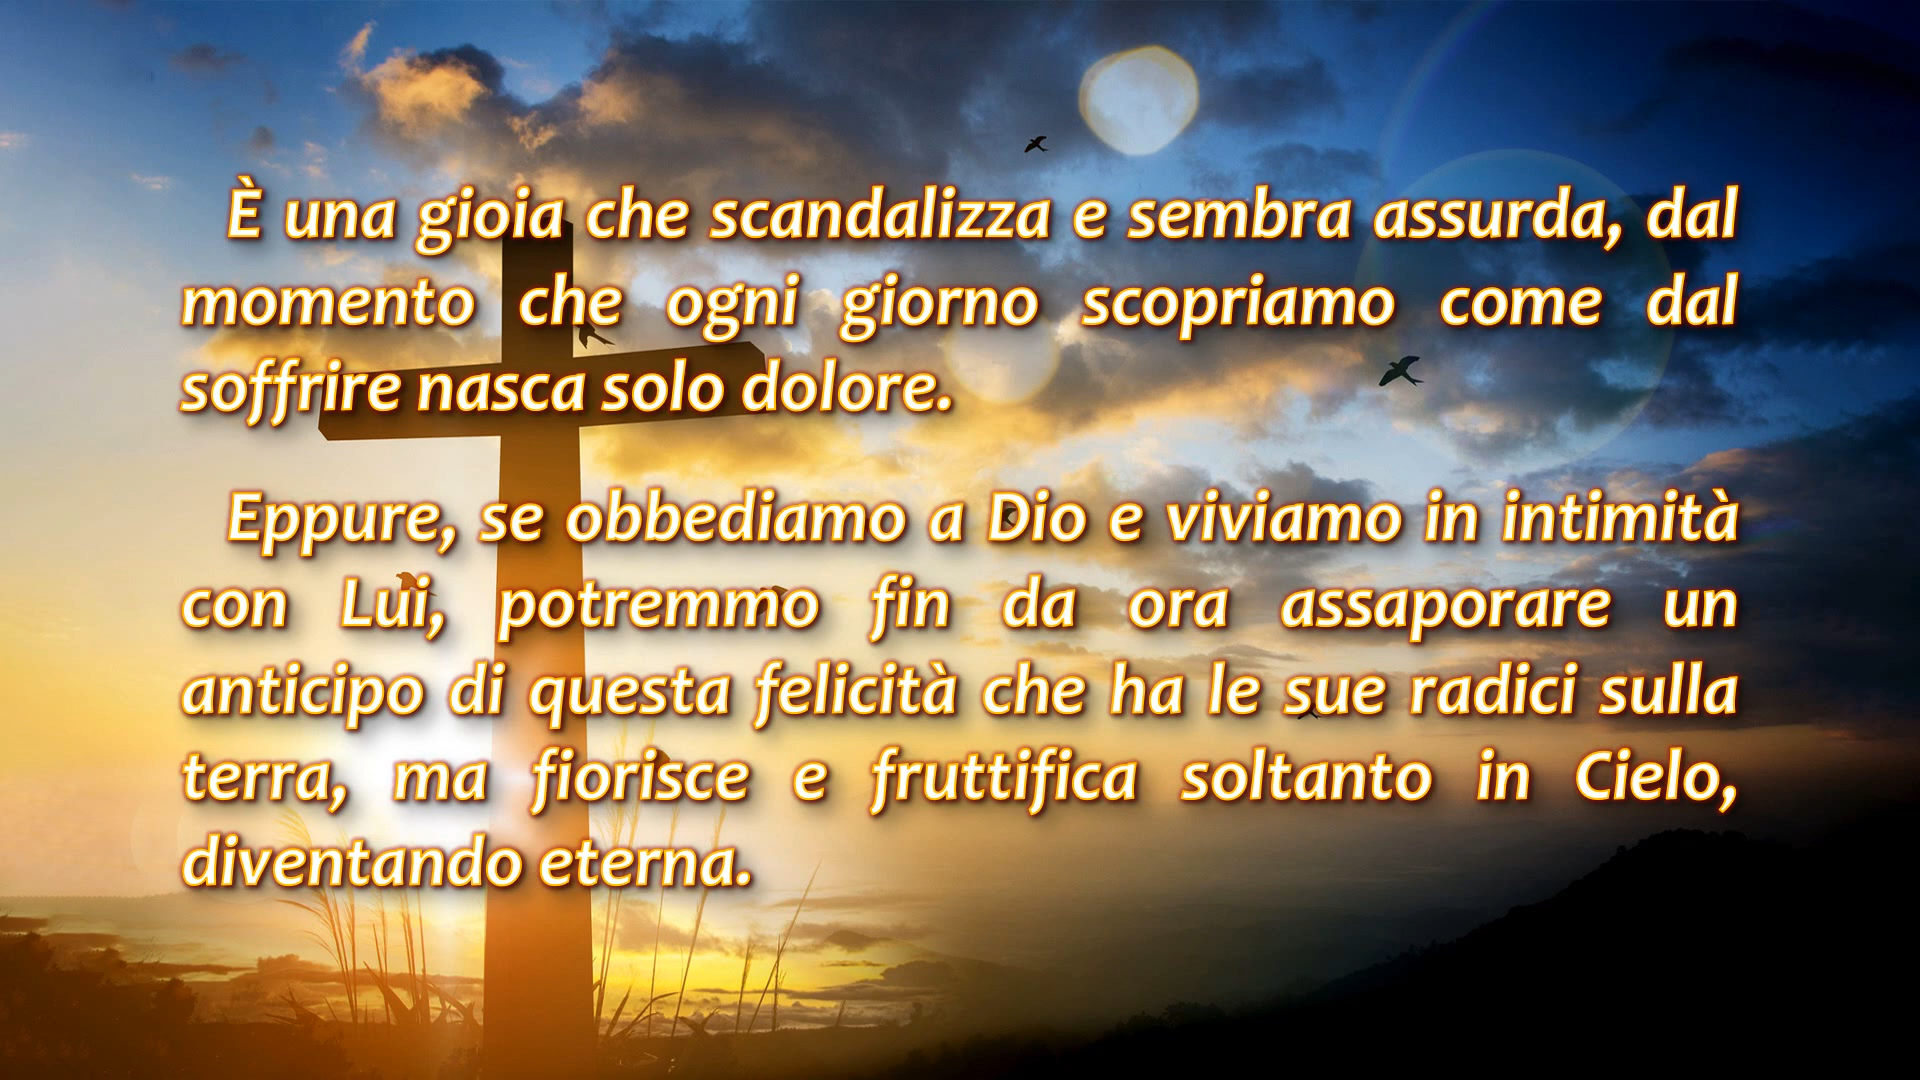 È una gioia che scandalizza e sembra assurda, dal
momento che ogni giorno scopriamo come dal
soffrire nasca solo dolore.
Eppure, se obbediamo a Dio e viviamo in intimità
con Lui, potremmo fin da ora assaporare un
anticipo di questa felicità che ha le sue radici sulla
terra, ma fiorisce e fruttifica soltanto in Cielo,
diventando eterna.